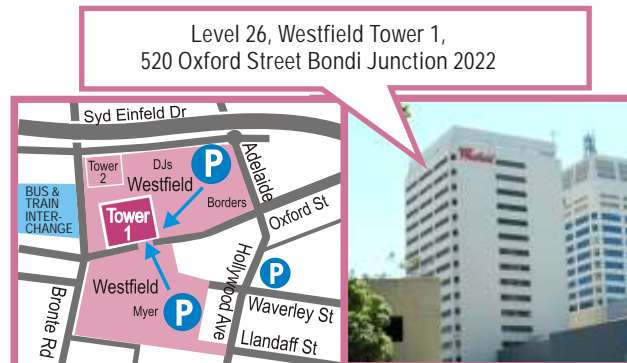 Level 26, Westfield Tower 1,
520 Oxford Street Bondi Junction 2022
Syd Einfeld Dr
Tower
2
DJs
P
Adelaide
Westfield
BUS &
TRAIN
INTER-
CHANGE
Borders
Tower
1
Oxford St
Hollywood Ave
P
Westfield
Myer
P
Waverley St
Bronte Rd
Llandaff St
Westfield